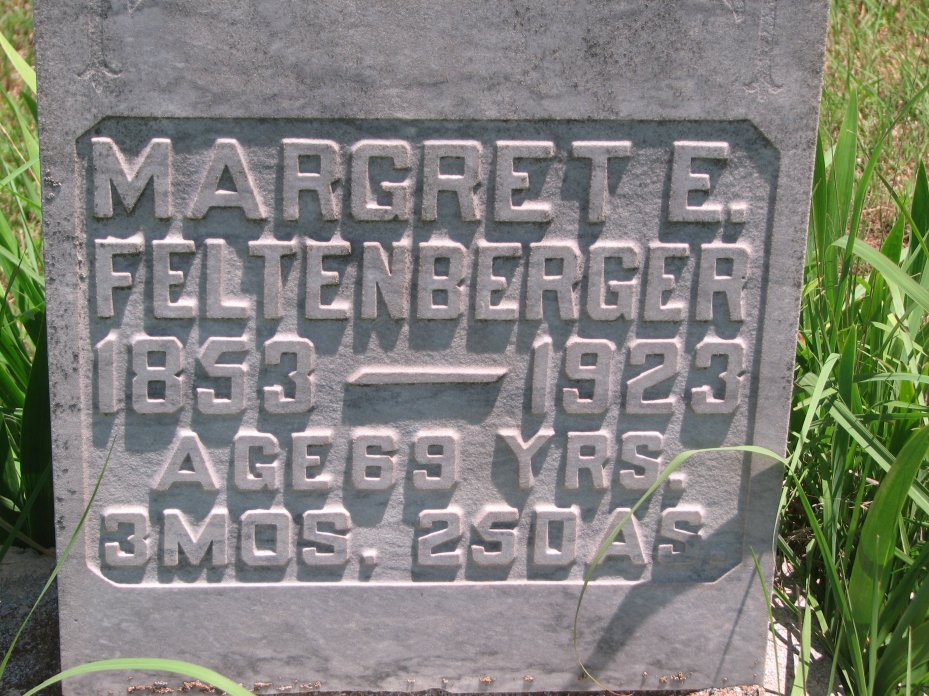 MARGRET E.
FELTENBERGER
1853 — 1923
AGE 69 YRS.
3 MOS. 25 DAS.